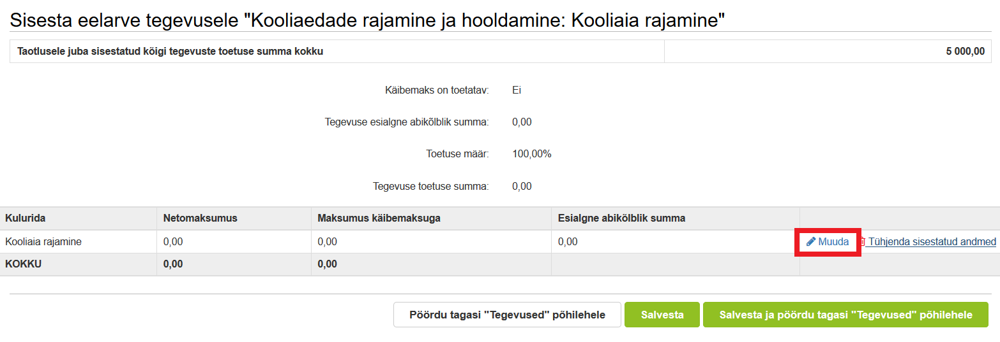 Sisesta eelarve tegevusele "Kooliaedade rajamine ja hooldamine: Kooliaia rajamine"
Taotlusele juba sisestatud kõigi tegevuste toetuse summa kokku 5 000,00
Käibemaks on toetatav: Ei
Tegevuse esialgne abikõlblik summa: 0,00
Toetuse määr: 100,00%
Tegevuse toetuse summa: 0,00
Kulurida Netomaksumus Maksumus käibemaksuga Esialgne abikõlblik summa
Kooliaia rajamine 0,00 0,00 0,00 Muuda Tühjenda sisestatud andmed
KOKKU 0,00 0,00
Pöördu tagasi "Tegevused" põhilehele Salvesta Salvesta ja pöördu tagasi "Tegevused" põhilehele